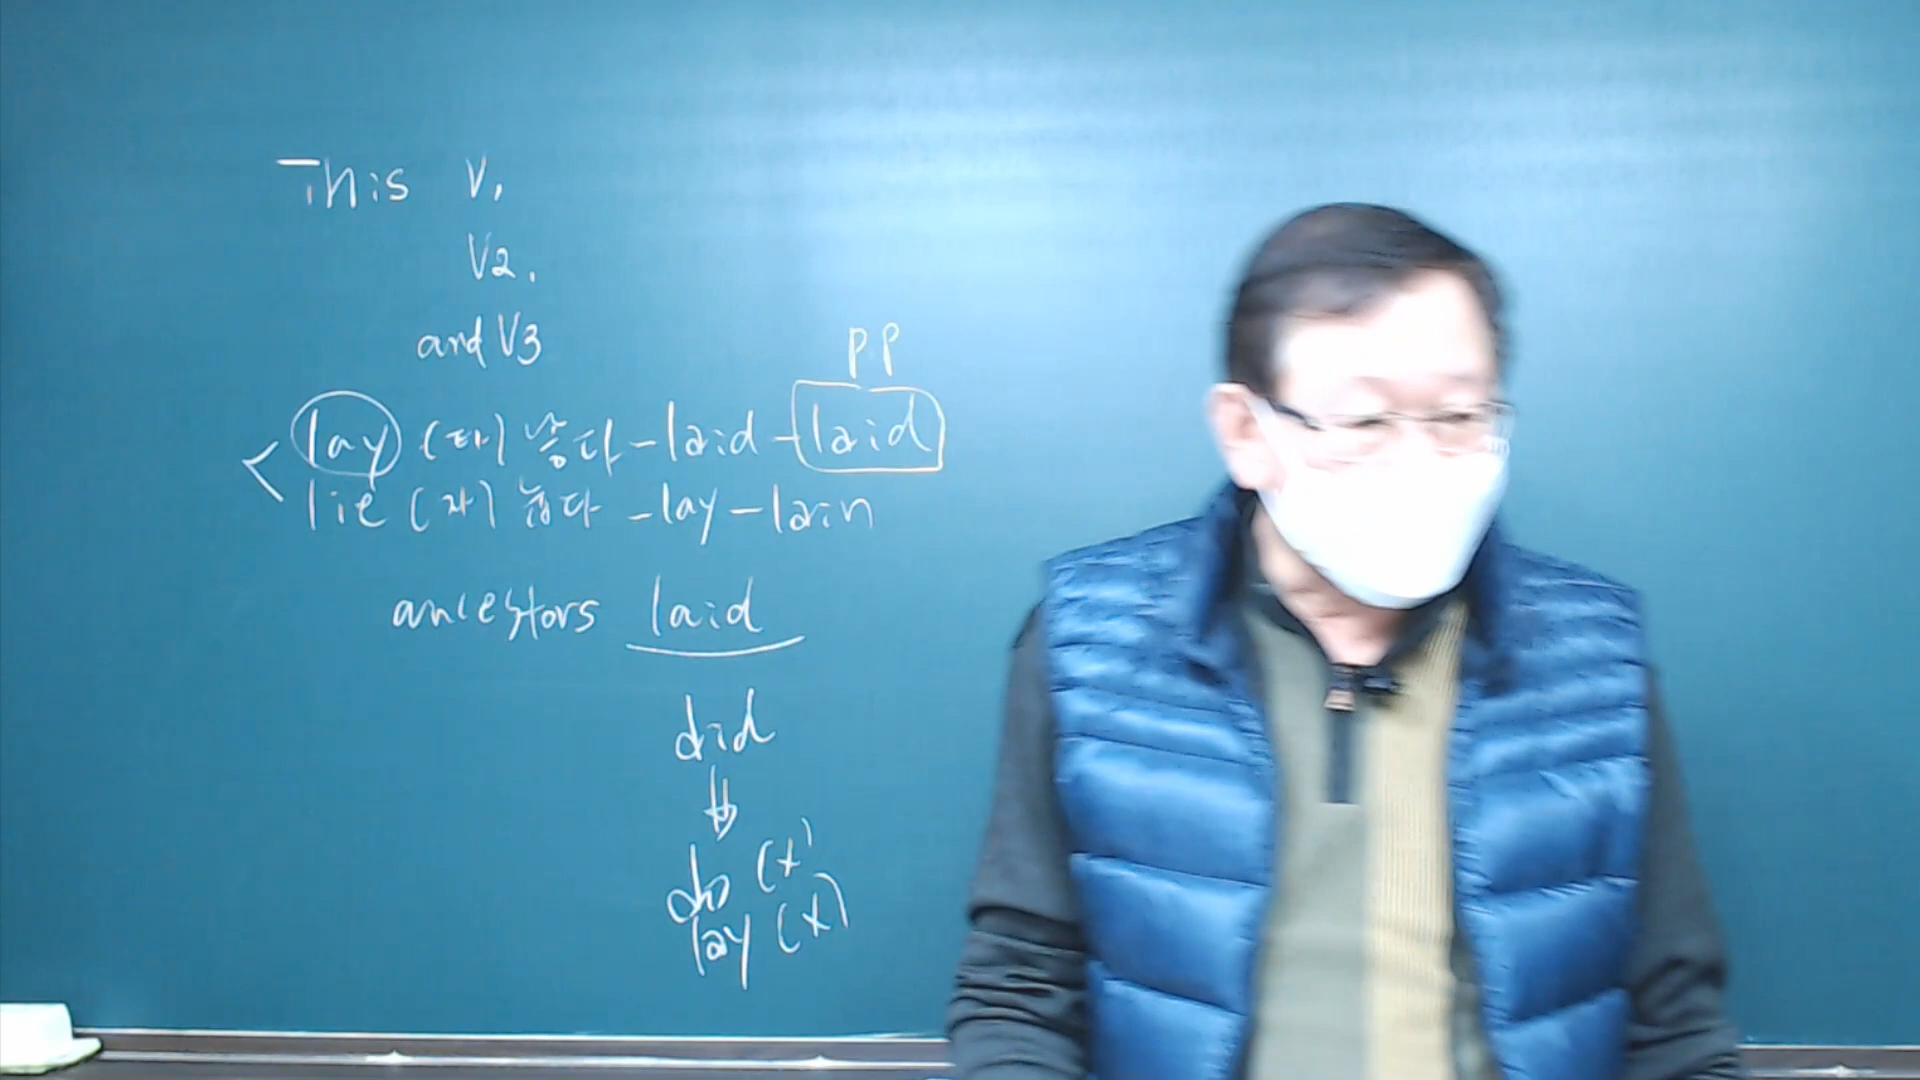 This V,
V2,
and V3
PP
lay (타) 놓다 - laid - laid
lie (자) 눕다 - lay - lain
ancestors laid
did
do (x)
lay (x)